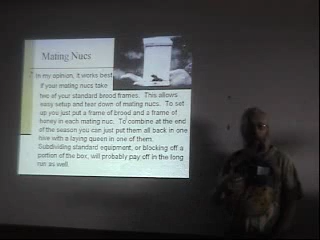 Mating Nucs
In my opinion, it works best
if your mating nucs take
two of your standard brood frames. This allows
easy setup and tear down of mating nucs. To set
up you just put a frame of brood and a frame of
honey in each mating nuc. To combine at the end
of the season you can just put them all back in one
hive with a laying queen in one of them.
Subdividing standard equipment, or blocking off a
portion of the box, will probably pay off in the long
run as well.